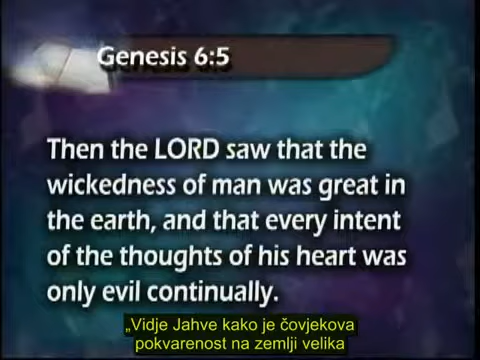 Genesis 6:5
Then the LORD saw that the
wickedness of man was great in
the earth, and that every intent
of the thoughts of his heart was
only evil continually.
„Vidje Jahve kako je čovjekova
pokvarenost na zemlji velika